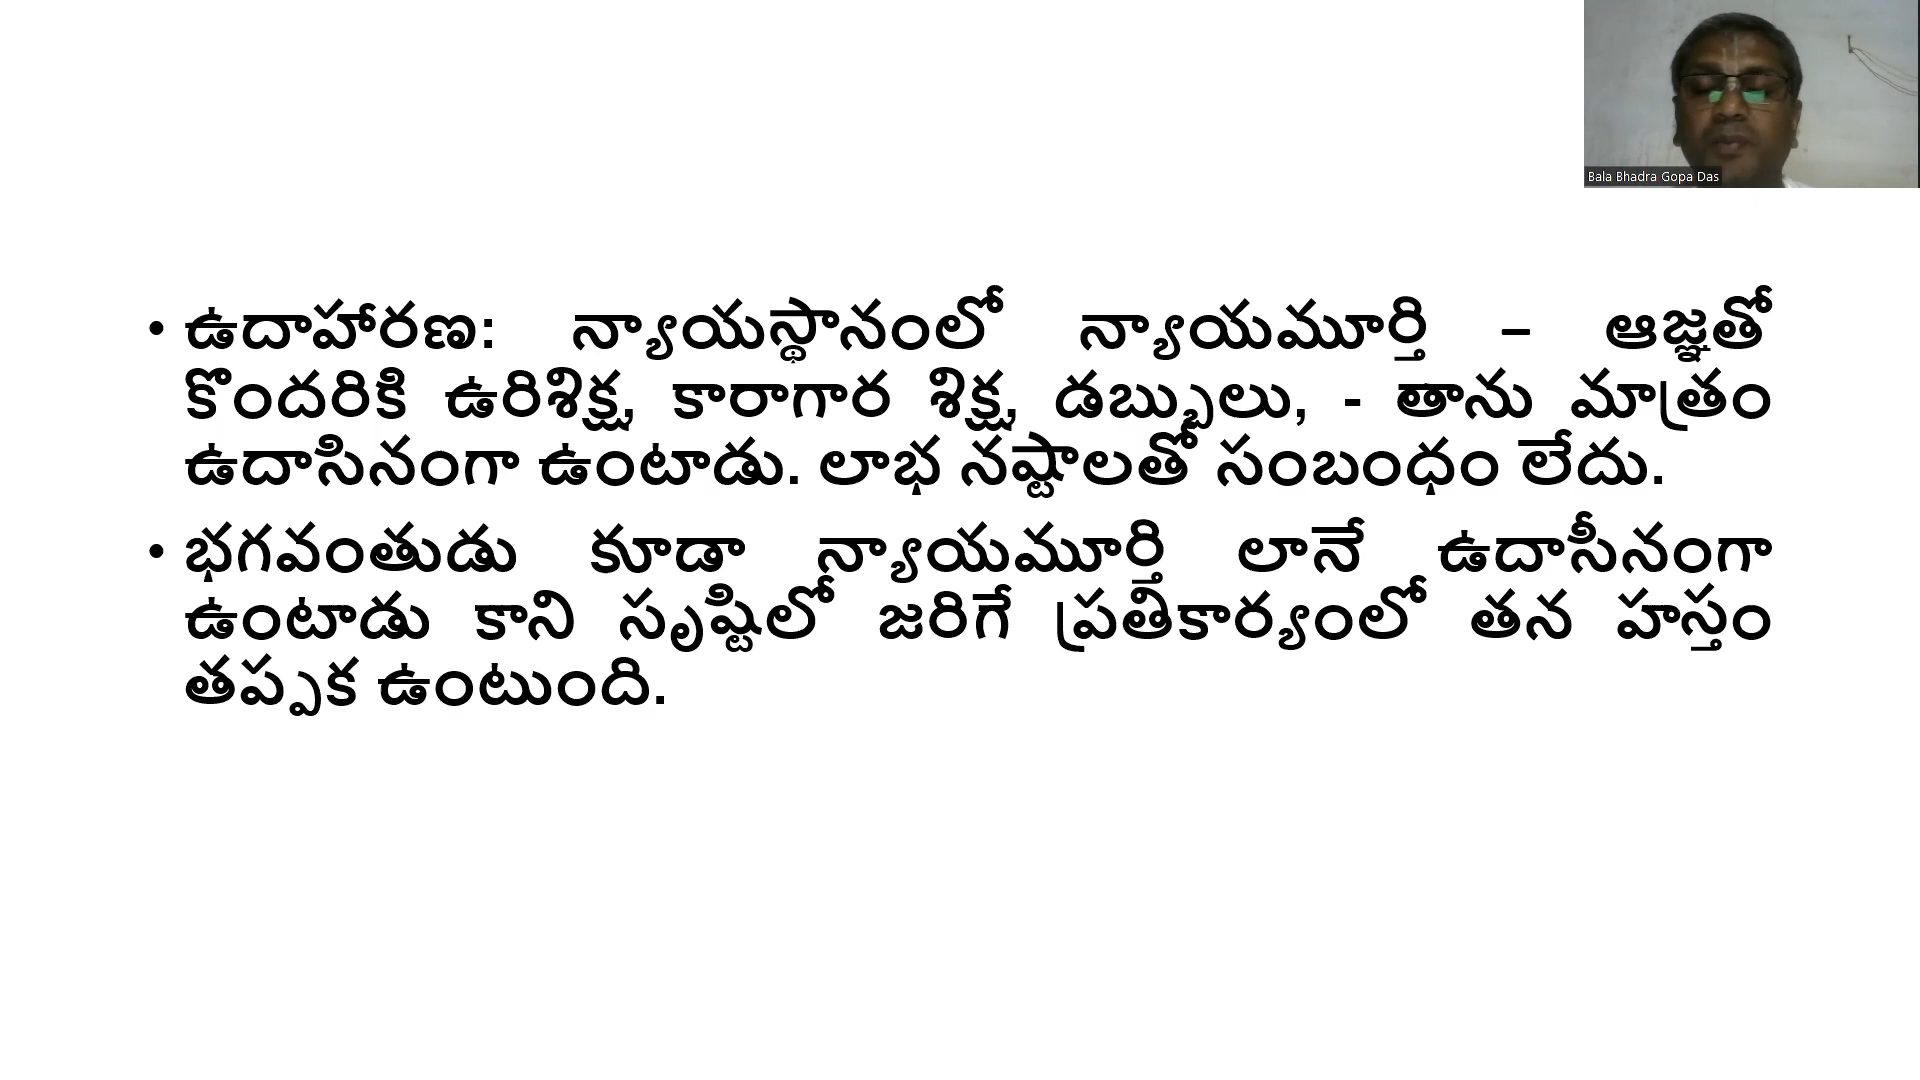 Bala Bhadra Gopa Das
• ఉదాహారణ: న్యాయస్థానంలో న్యాయమూర్తి – ఆజ్ఞతో
కొందరికి ఉరిశిక్ష, కారాగార శిక్ష, డబ్బులు, - తాను మాత్రం
ఉదాసినంగా ఉంటాడు. లాభ నష్టాలతో సంబంధం లేదు.
• భగవంతుడు కూడా న్యాయమూర్తి లానే ఉదాసీనంగా
ఉంటాడు కాని సృష్టిలో జరిగే ప్రతికార్యంలో తన హస్తం
తప్పక ఉంటుంది.